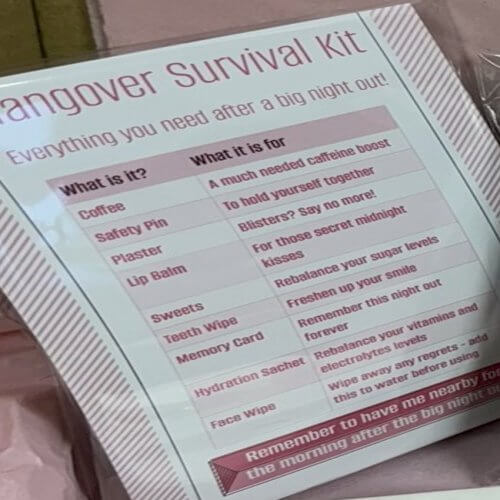 angover Survival Kit
Everything you need after a big night out!
What is it? What it is for
Coffee A much needed caffeine boost
Safety Pin To hold yourself together
Plaster Blisters? Say no more!
Lip Balm For those secret midnight
kisses
Sweets Rebalance your sugar levels
Teeth Wipe Freshen up your smile
Memory Card Remember this night out
forever
Hydration Sachet Rebalance your vitamins and
electrolytes levels
Face Wipe Wipe away any regrets - add
this to water before using
Remember to have me nearby for
the morning after the big night